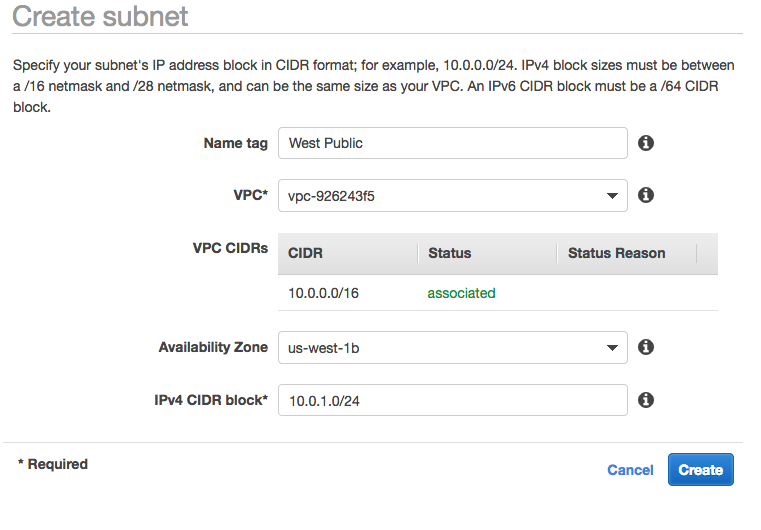 Create subnet
Specify your subnet's IP address block in CIDR format; for example, 10.0.0.0/24. IPv4 block sizes must be between
a /16 netmask and /28 netmask, and can be the same size as your VPC. An IPv6 CIDR block must be a /64 CIDR
block.
Name tag West Public
VPC* vpc-926243f5
VPC CIDRs CIDR Status Status Reason
10.0.0.0/16 associated
Availability Zone us-west-1b
IPv4 CIDR block* 10.0.1.0/24
* Required
Cancel Create